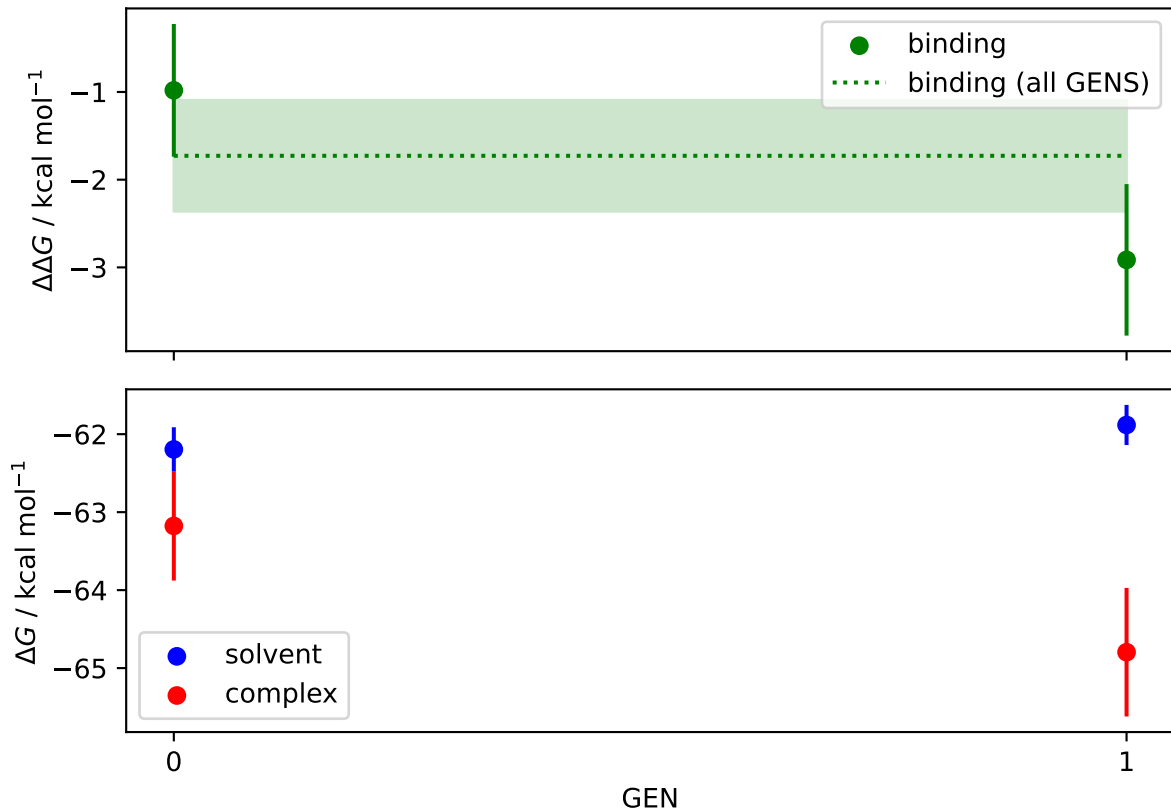 binding
binding (all GENS)
−1
−2
−3
ΔΔG / kcal mol⁻¹
−62
−63
−64
−65
ΔG / kcal mol⁻¹
solvent
complex
0
1
GEN